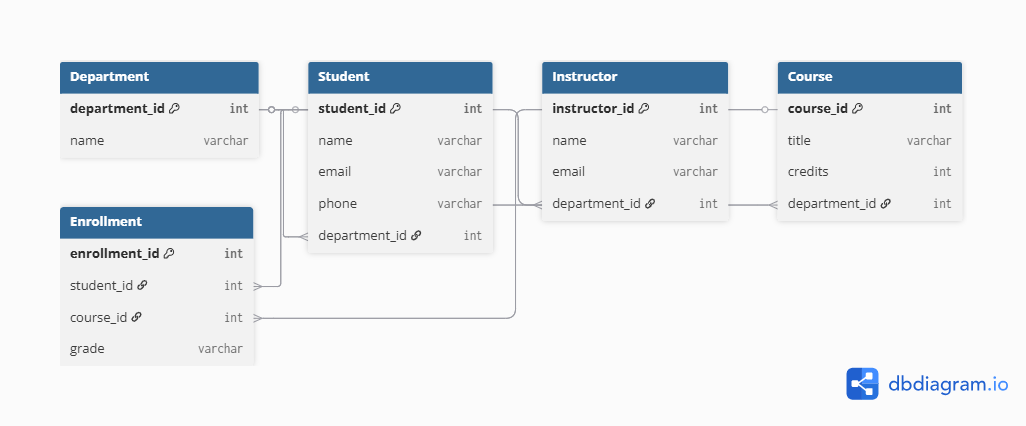 Department
department_id int
name varchar
Student
student_id int
name varchar
email varchar
phone varchar
department_id int
Instructor
instructor_id int
name varchar
email varchar
department_id int
Course
course_id int
title varchar
credits int
department_id int
Enrollment
enrollment_id int
student_id int
course_id int
grade varchar
dbdiagram.io